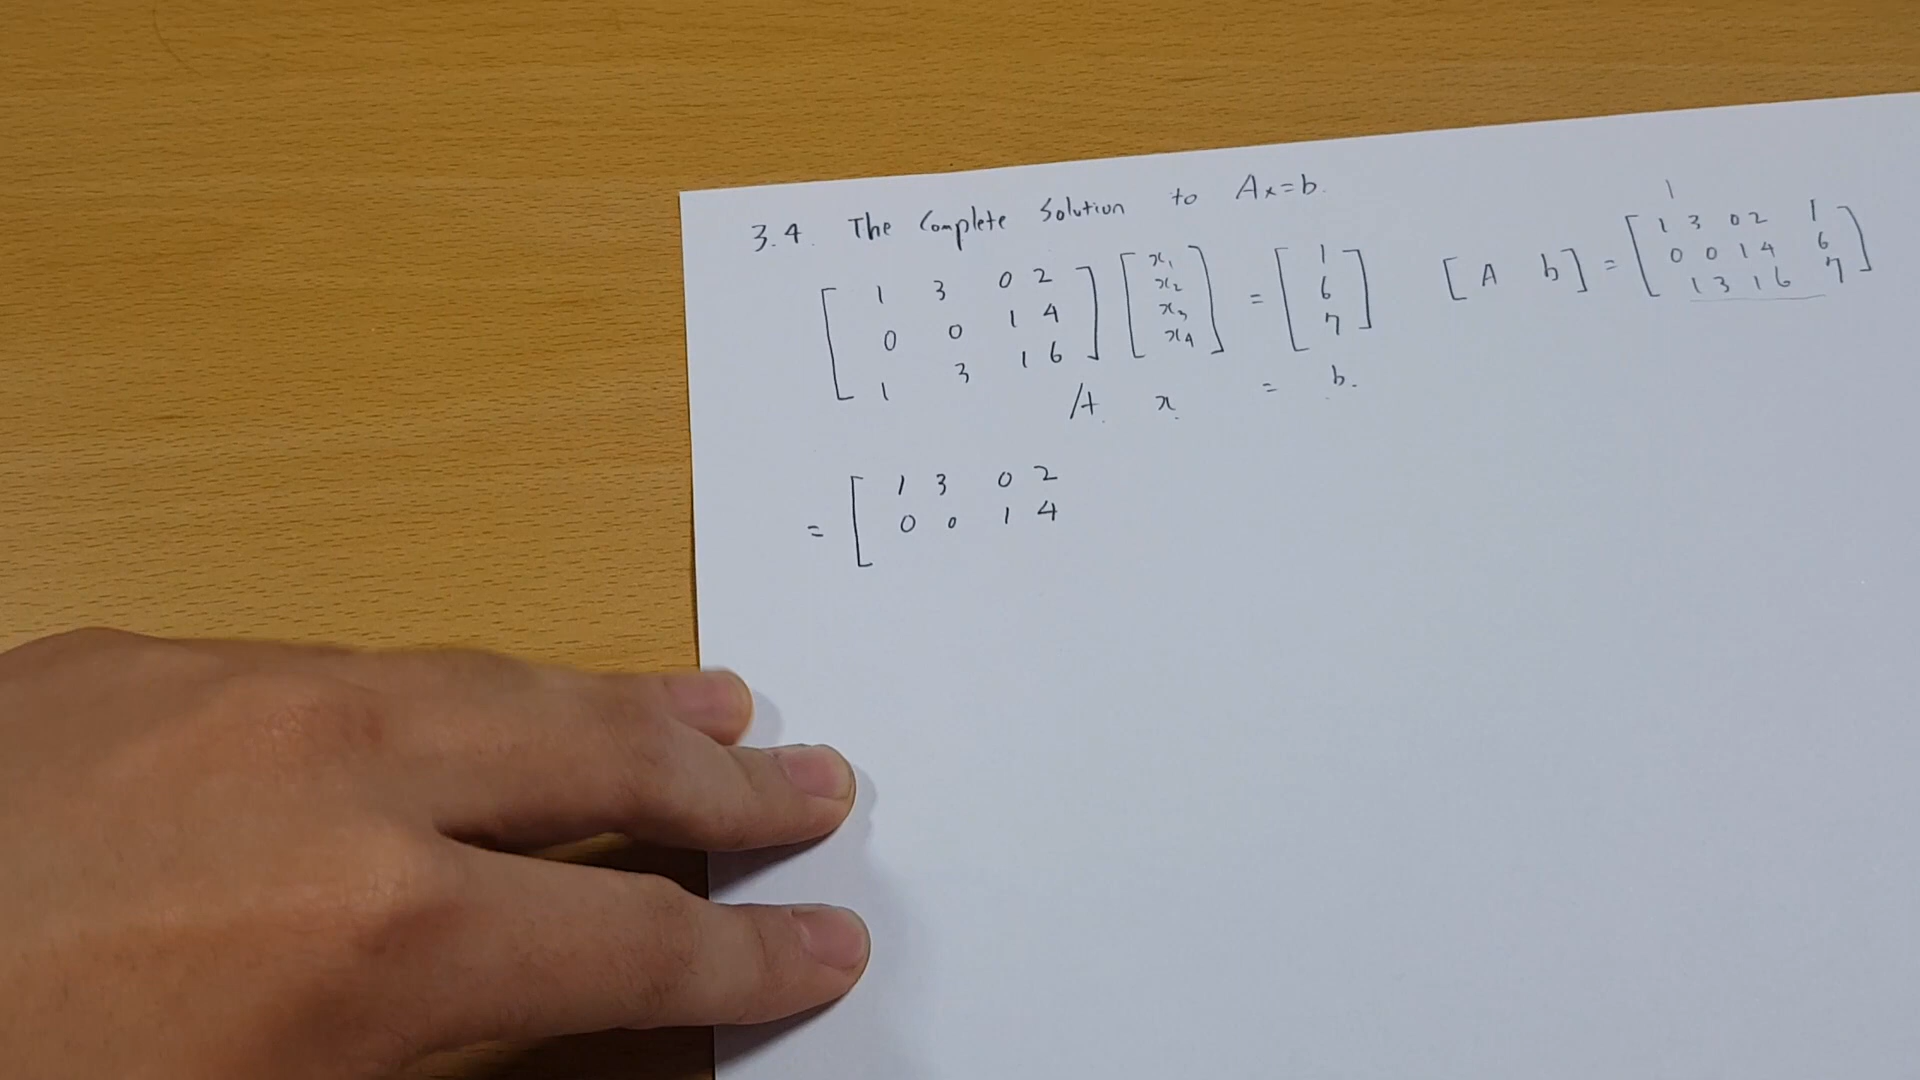 3.4. The Complete Solution to Ax=b.
[ 1 3 0 2 ] [ x₁ ] = [ 1 ] [ A b ] = [ 1 3 0 2 1 ]
[ 0 0 1 4 ] [ x₂ ] [ 6 ] [ 0 0 1 4 6 ]
[ 1 3 1 6 ] [ x₃ ] [ 7 ] [ 1 3 1 6 7 ]
[ x₄ ]
A x = b.
= [ 1 3 0 2
0 0 1 4